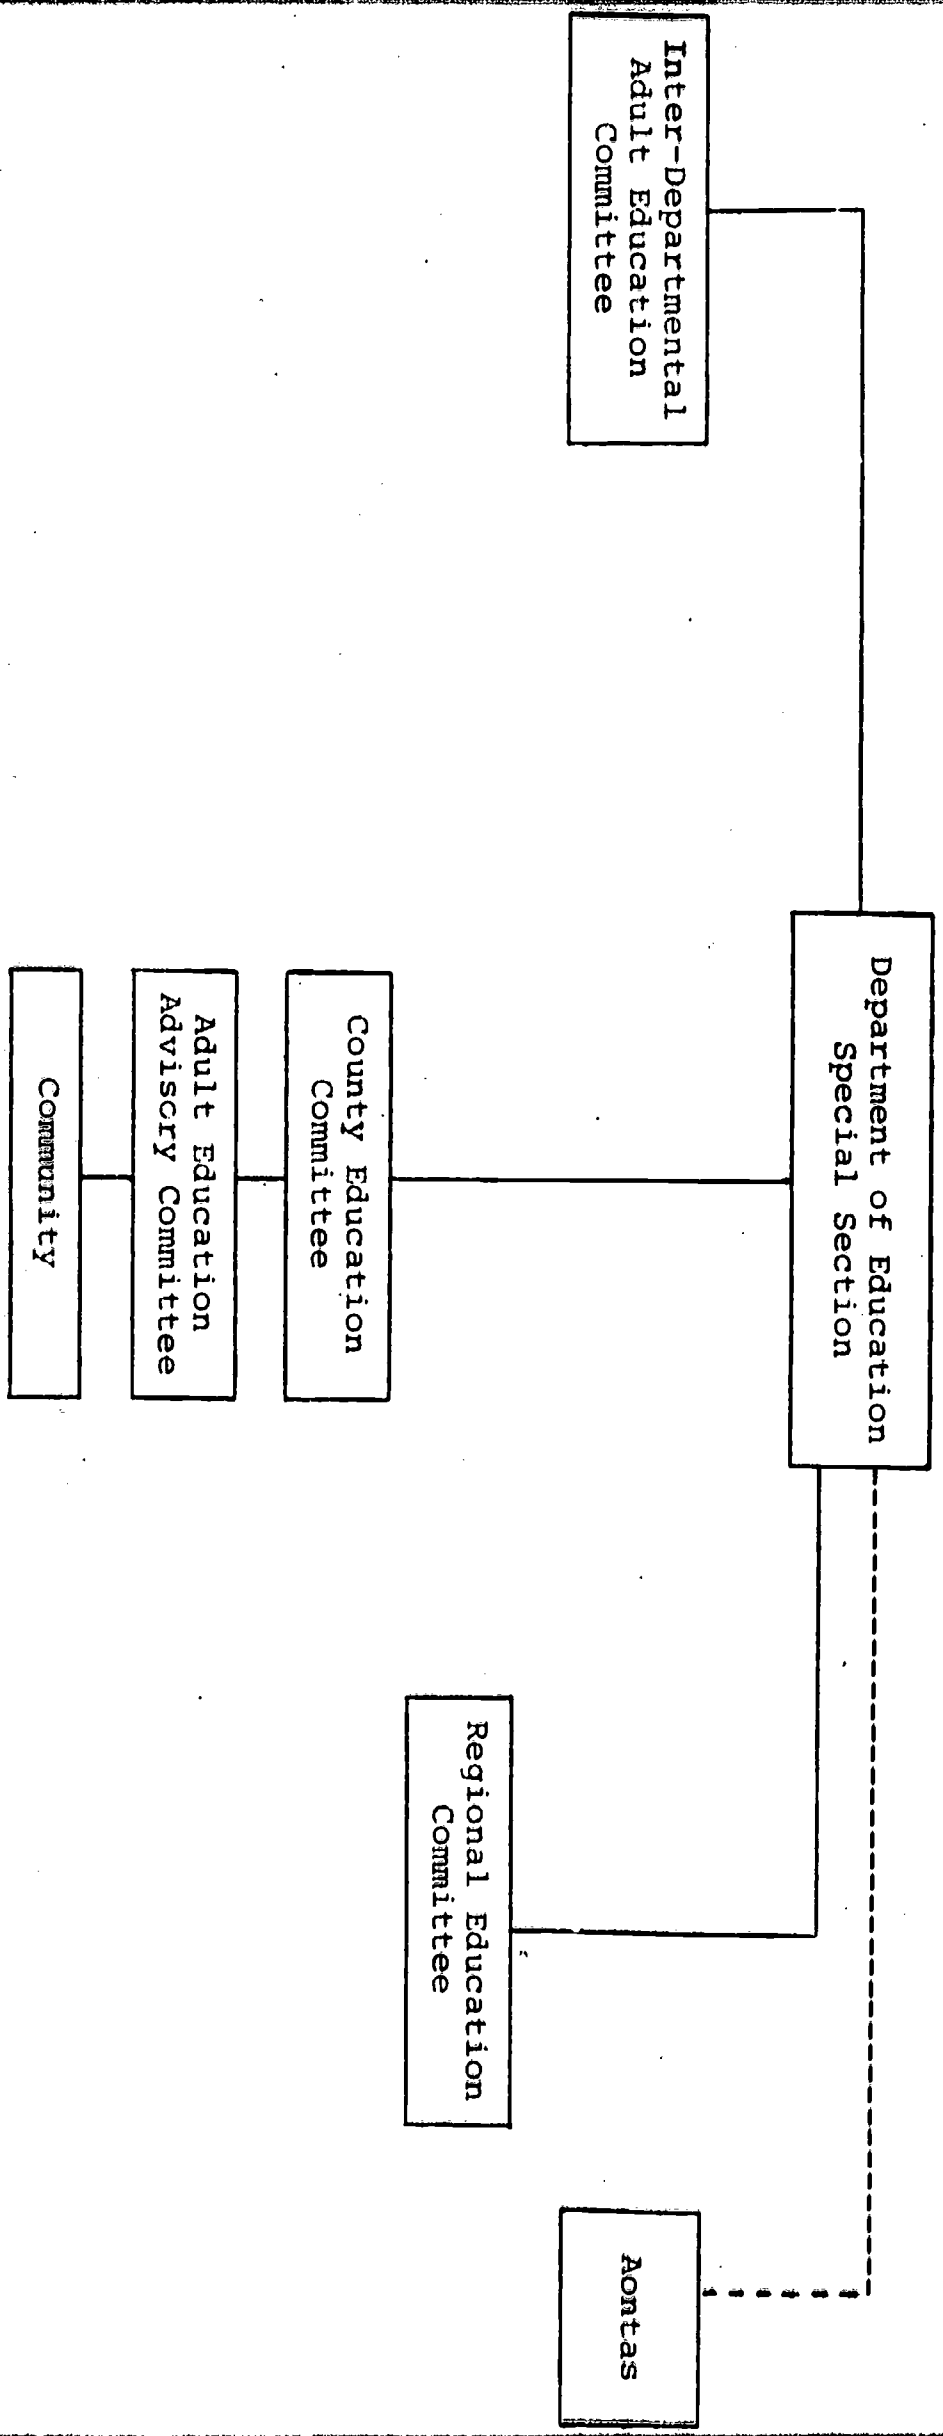 Department of Education
Special Section
Inter-Departmental
Adult Education
Committee
County Education
Committee
Adult Education
Advisory Committee
Community
Regional Education
Committee
Aontas